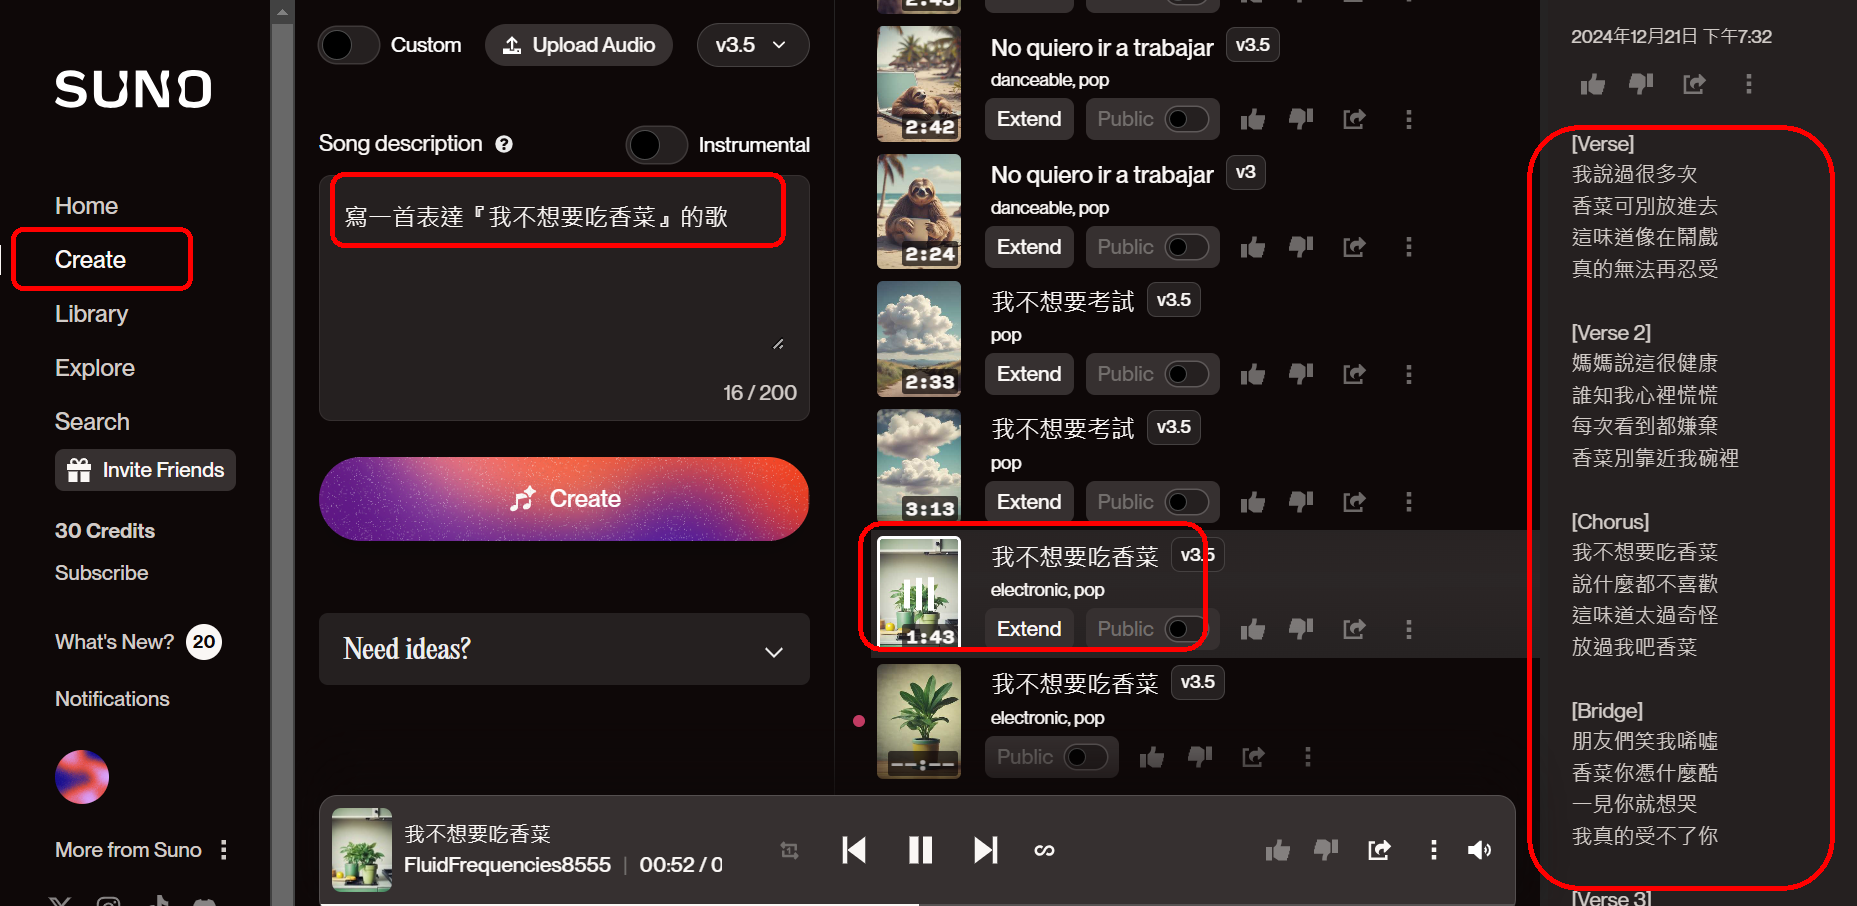 SUNO
Home
Create
Library
Explore
Search
Invite Friends
30 Credits
Subscribe
What's New? 20
Notifications
More from Suno
Custom
Upload Audio
v3.5
Song description
Instrumental
寫一首表達『我不想要吃香菜』的歌
16 / 200
Create
Need ideas?
2:42
No quiero ir a trabajar v3.5
danceable, pop
Extend
Public
2:24
No quiero ir a trabajar v3
danceable, pop
Extend
Public
2:33
我不想要考試 v3.5
pop
Extend
Public
3:13
我不想要考試 v3.5
pop
Extend
Public
1:43
我不想要吃香菜 v3.5
electronic, pop
Extend
Public
--:--
我不想要吃香菜 v3.5
electronic, pop
Public
我不想要吃香菜
FluidFrequencies8555 | 00:52 / 0
2024年12月21日 下午7:32
[Verse]
我說過很多次
香菜可別放進去
這味道像在鬧戲
真的無法再忍受
[Verse 2]
媽媽說這很健康
誰知我心裡慌慌
每次看到都嫌棄
香菜別靠近我碗裡
[Chorus]
我不想要吃香菜
說什麼都不喜歡
這味道太過奇怪
放過我吧香菜
[Bridge]
朋友們笑我唏噓
香菜你憑什麼酷
一見你就想哭
我真的受不了你
[Verse 3]